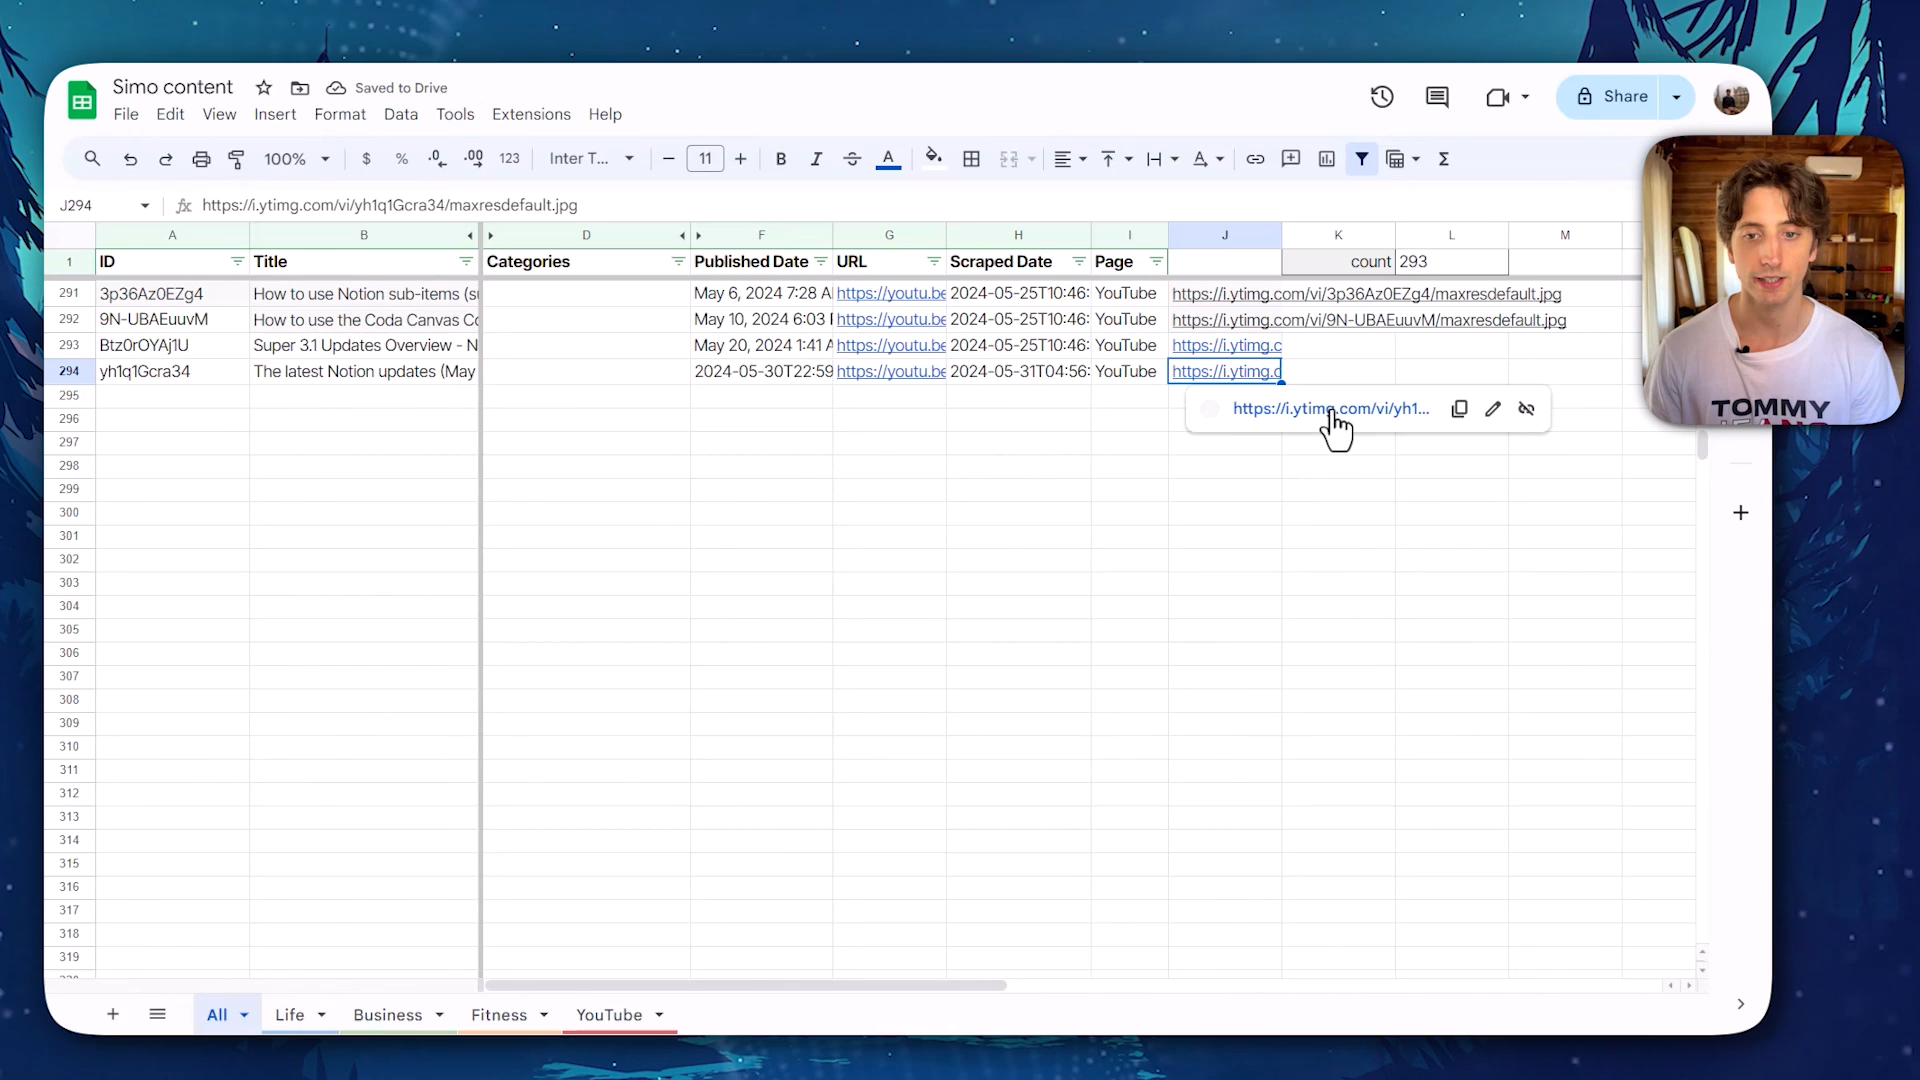 Simo content Saved to Drive
File Edit View Insert Format Data Tools Extensions Help
Share
100% $ % .0 .00 123 Inter T... 11 B I A
J294 fx https://i.ytimg.com/vi/yh1q1Gcra34/maxresdefault.jpg
A B D F G H I J K L M
1 ID Title Categories Published Date URL Scraped Date Page count 293
291 3p36Az0EZg4 How to use Notion sub-items (su May 6, 2024 7:28 A https://youtu.be 2024-05-25T10:46: YouTube https://i.ytimg.com/vi/3p36Az0EZg4/maxresdefault.jpg
292 9N-UBAEuuvM How to use the Coda Canvas Co May 10, 2024 6:03 https://youtu.be 2024-05-25T10:46: YouTube https://i.ytimg.com/vi/9N-UBAEuuvM/maxresdefault.jpg
293 Btz0rOYAj1U Super 3.1 Updates Overview - N May 20, 2024 1:41 A https://youtu.be 2024-05-25T10:46: YouTube https://i.ytimg.c
294 yh1q1Gcra34 The latest Notion updates (May 2024-05-30T22:59 https://youtu.be 2024-05-31T04:56: YouTube https://i.ytimg.c
295
https://i.ytimg.com/vi/yh1...
TOMMY
JEANS
296
297
298
299
300
301
302
303
304
305
306
307
308
309
310
311
312
313
314
315
316
317
318
319
All Life Business Fitness YouTube